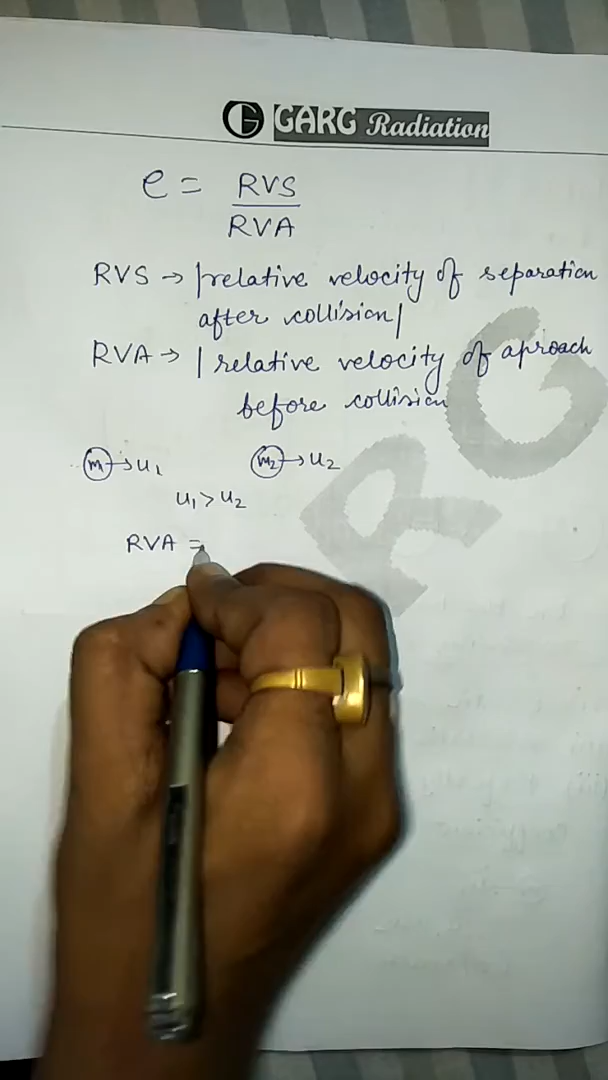 GARG Radiation
e = RVS
RVA
RVS → |relative velocity of separation
after collision|
RVA → | relative velocity of aproach
before collision
m₁ → u₁ m₂ → u₂
u₁ > u₂
RVA =
RG